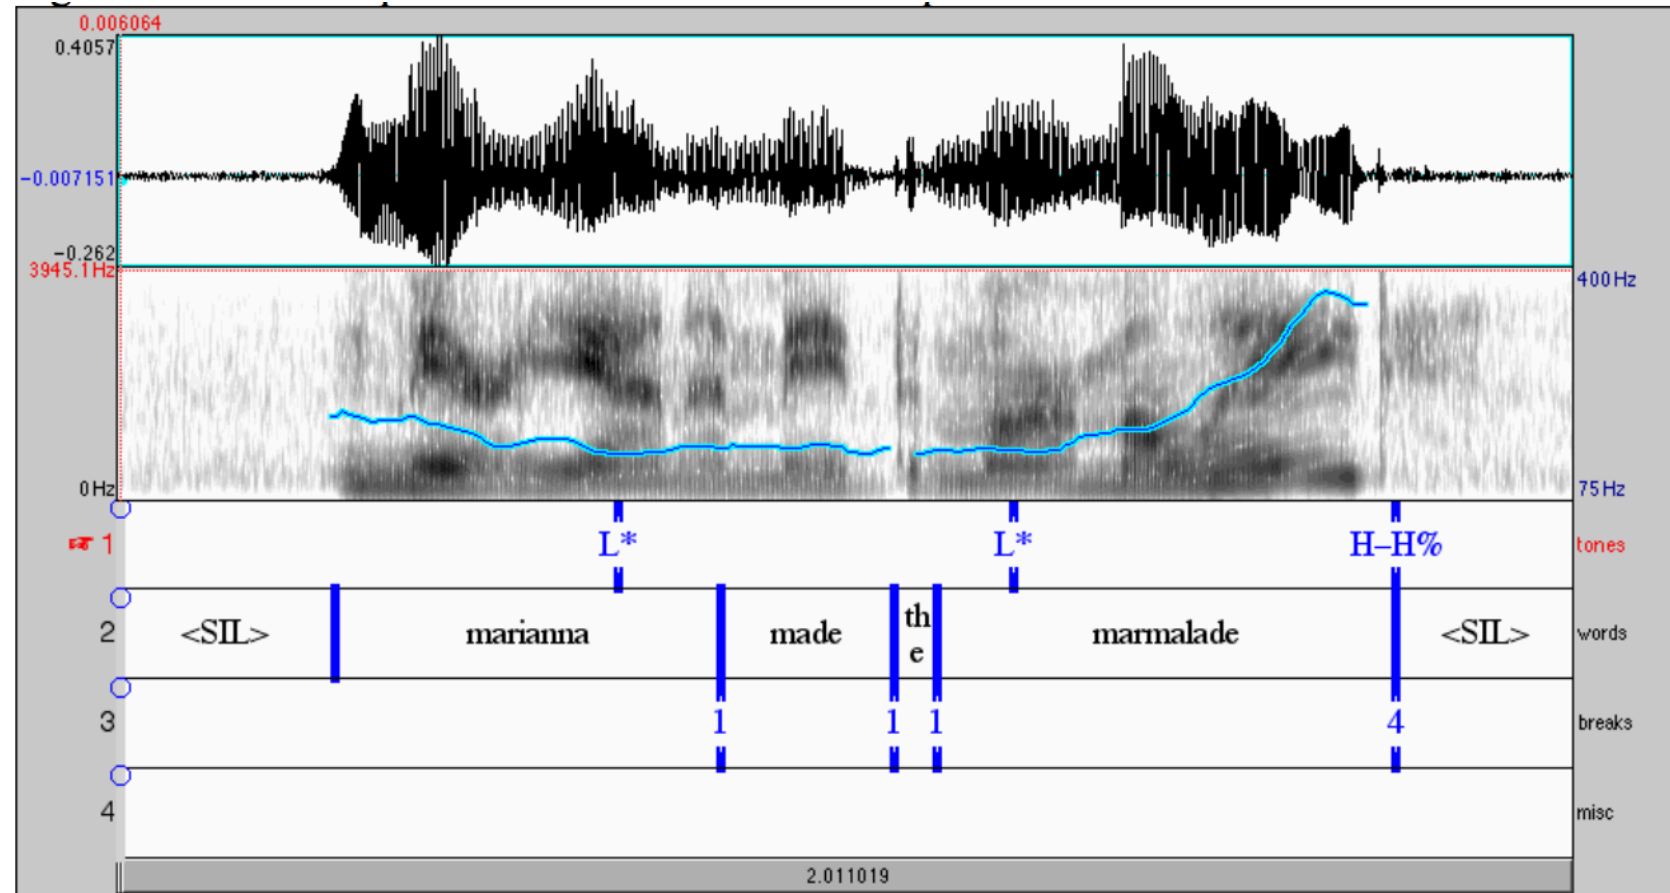 0.006064
0.4057
-0.007151
-0.262
3945.1Hz
400Hz
0Hz
75Hz
1 L* L* H-H% tones
2 <SIL> marianna made the marmalade <SIL> words
3 1 1 1 4 breaks
4 misc
2.011019